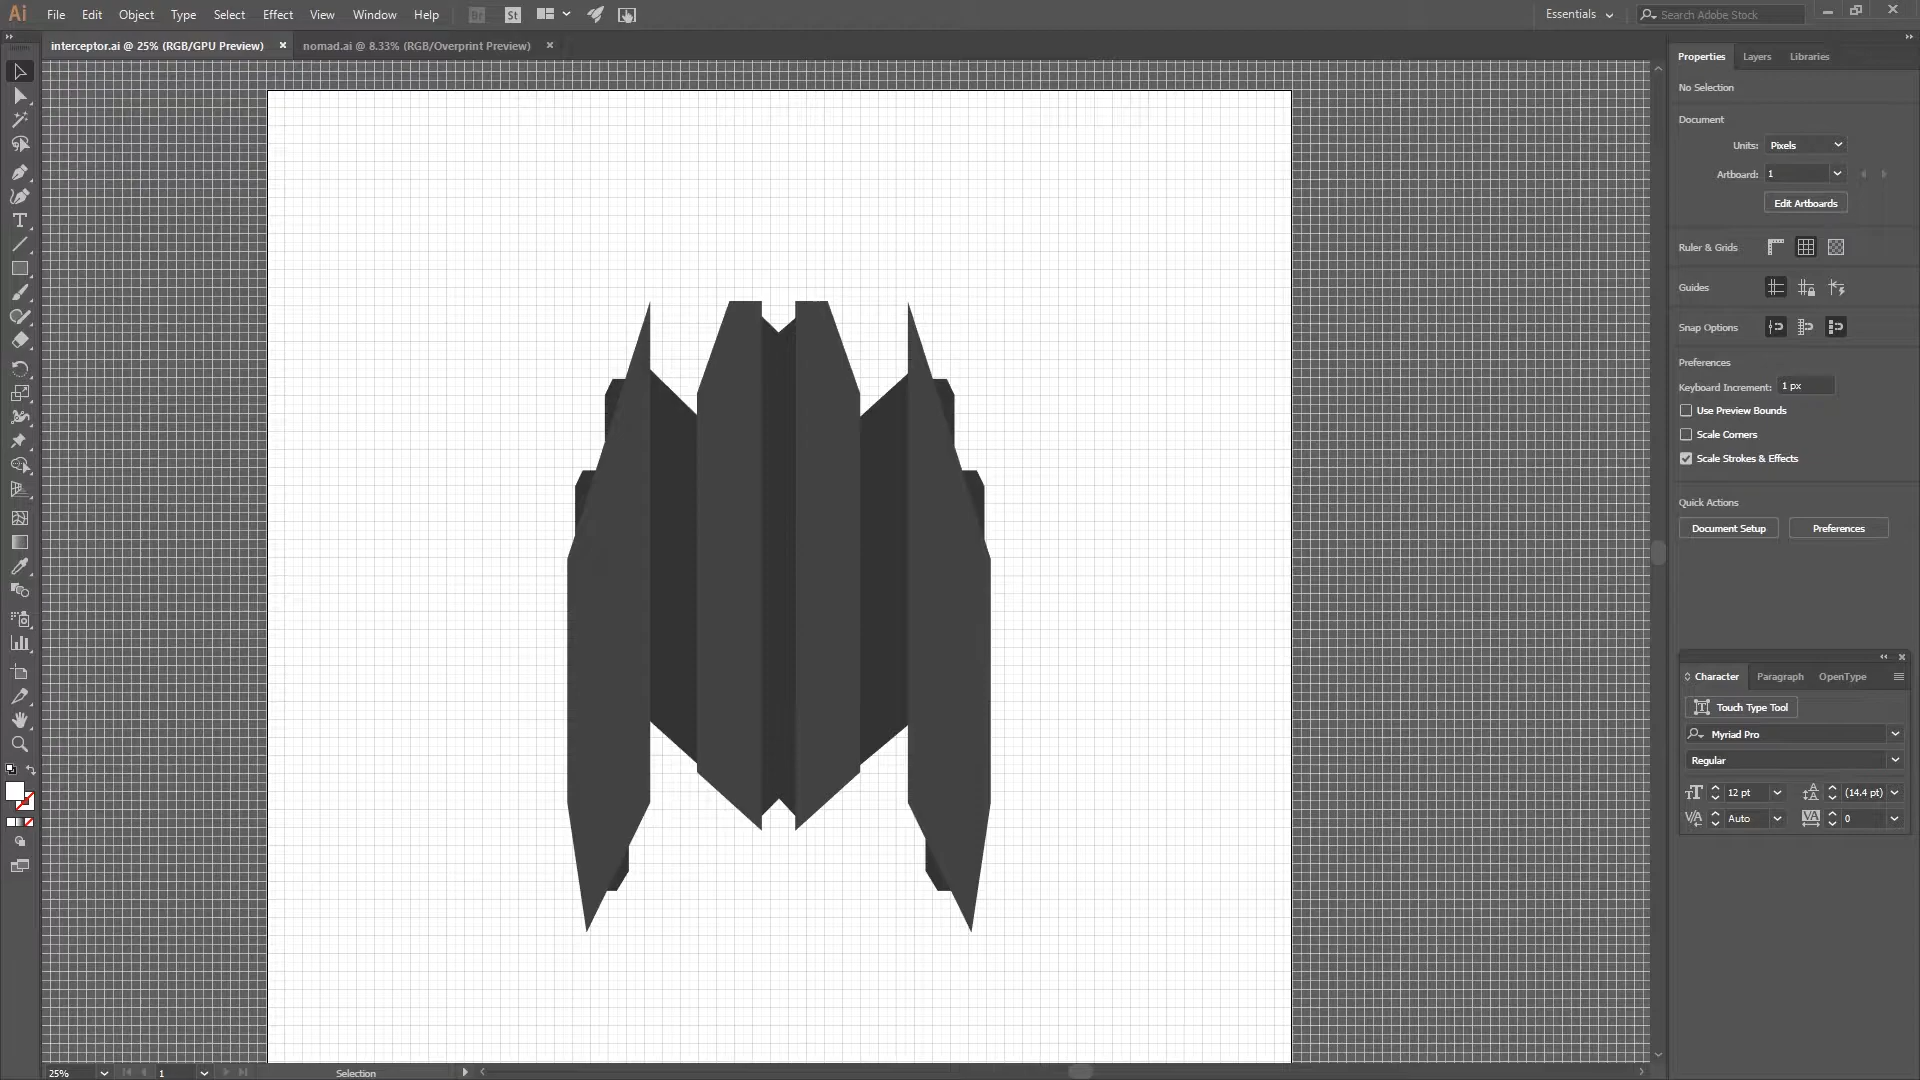 Ai File Edit Object Type Select Effect View Window Help Br St Essentials Search Adobe Stock
interceptor.ai @ 25% (RGB/GPU Preview) × nomad.ai @ 8.33% (RGB/Overprint Preview) ×
Properties Layers Libraries
No Selection
Document
Units: Pixels
Artboard: 1
Edit Artboards
Ruler & Grids
Guides
Snap Options
Preferences
Keyboard Increment: 1 px
Use Preview Bounds
Scale Corners
Scale Strokes & Effects
Quick Actions
Document Setup Preferences
Character Paragraph OpenType
Touch Type Tool
Myriad Pro
Regular
12 pt (14.4 pt)
Auto 0
25% 1 Selection